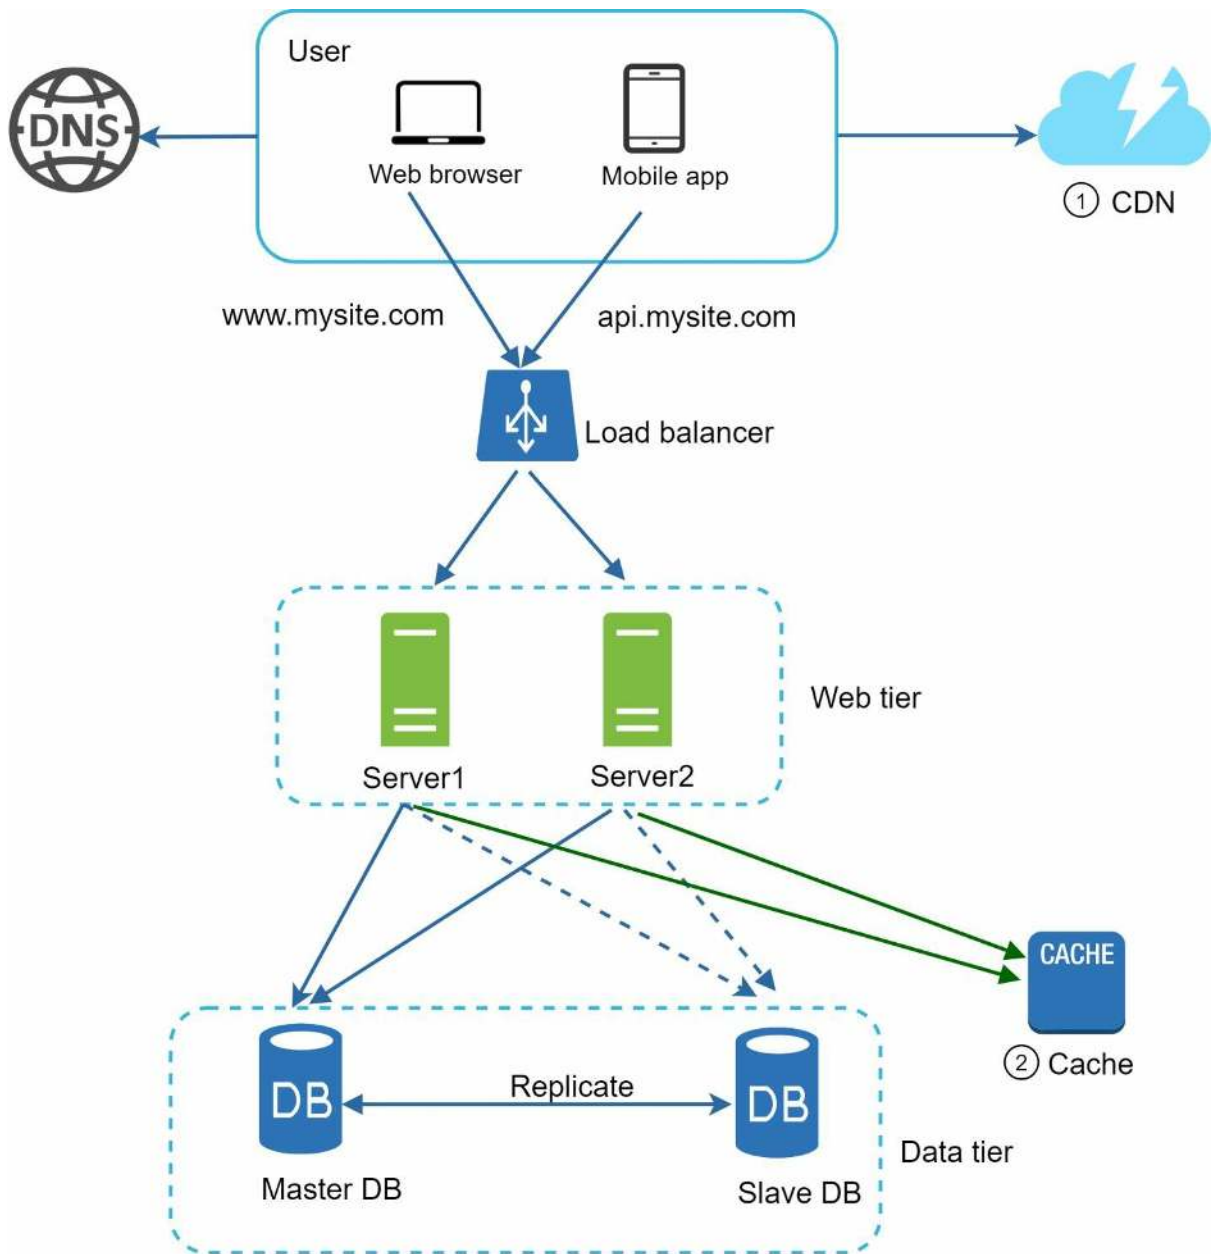 User
DNS
Web browser
Mobile app
1 CDN
www.mysite.com
api.mysite.com
Load balancer
Web tier
Server1
Server2
CACHE
2 Cache
Replicate
DB
DB
Data tier
Master DB
Slave DB